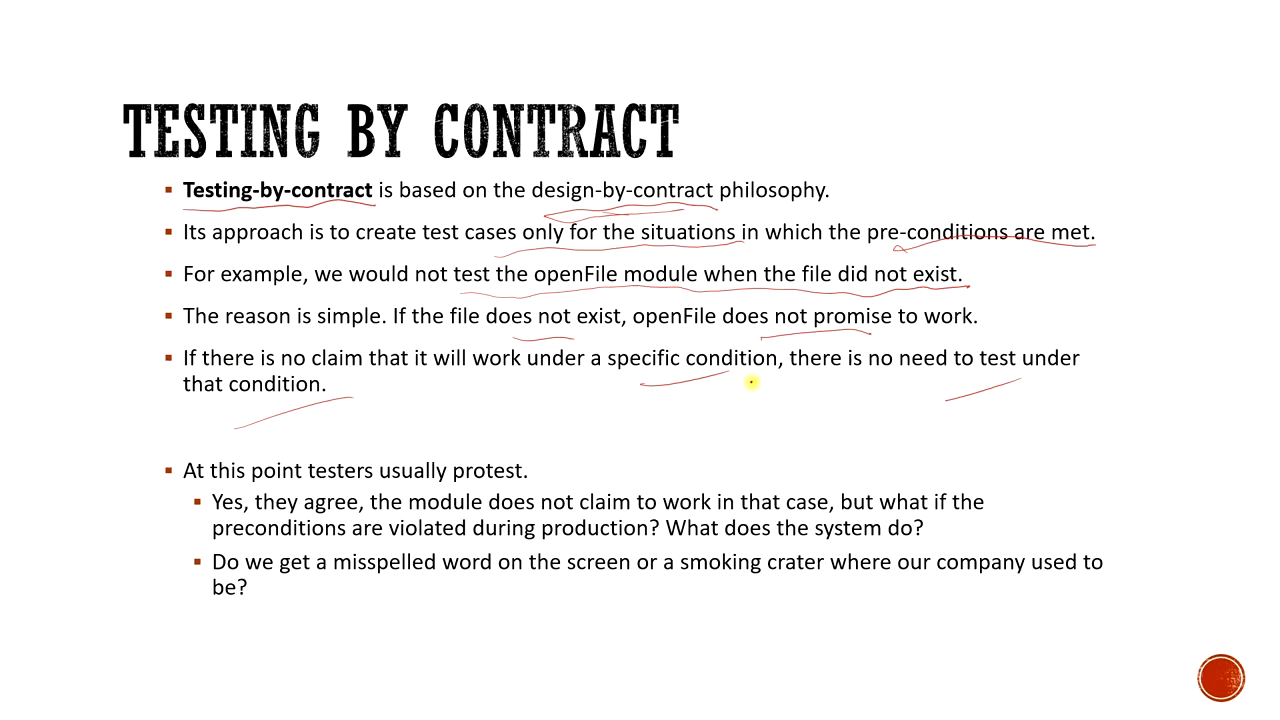 TESTING BY CONTRACT
Testing-by-contract is based on the design-by-contract philosophy.
Its approach is to create test cases only for the situations in which the pre-conditions are met.
For example, we would not test the openFile module when the file did not exist.
The reason is simple. If the file does not exist, openFile does not promise to work.
If there is no claim that it will work under a specific condition, there is no need to test under
that condition.
At this point testers usually protest.
Yes, they agree, the module does not claim to work in that case, but what if the
preconditions are violated during production? What does the system do?
Do we get a misspelled word on the screen or a smoking crater where our company used to
be?